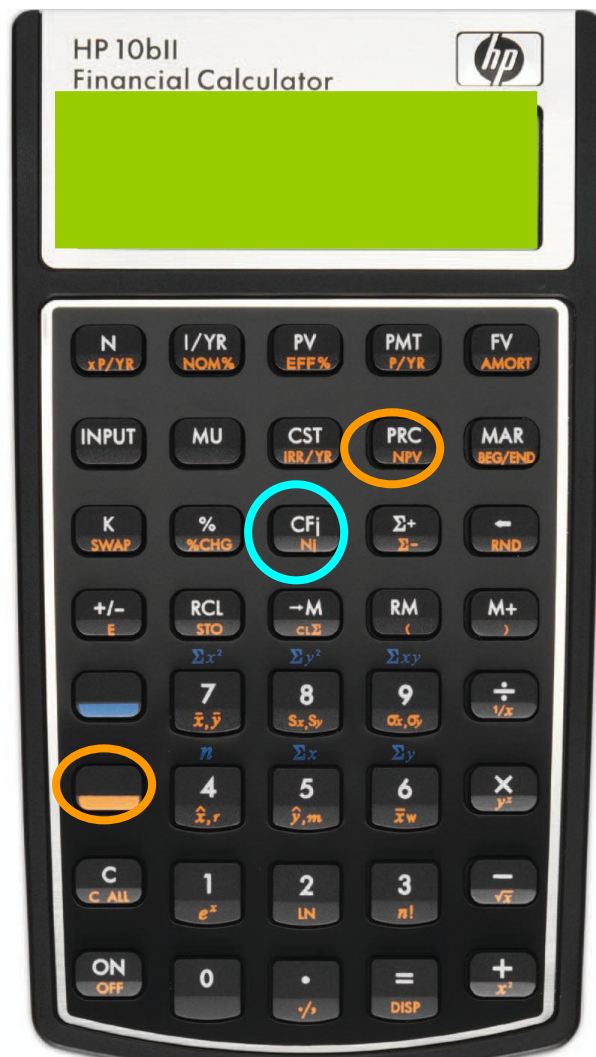 HP 10bII
Financial Calculator
hp
N I/YR PV PMT FV
xP/YR NOM% EFF% P/YR AMORT
INPUT MU CST PRC MAR
IRR/YR NPV BEG/END
K % CFj Σ+ ←
SWAP %CHG Nj Σ− RND
+/− RCL →M RM M+
E STO CLΣ ( )
Σx² Σy² Σxy
7 8 9 ÷
x̄,ȳ Sx,Sy σx,σy 1/x
n Σx Σy
4 5 6 ×
x̂,r ŷ,m x̄w yˣ
C 1 2 3 −
C ALL eˣ LN n! √x
ON 0 · = +
OFF ·/, DISP x²